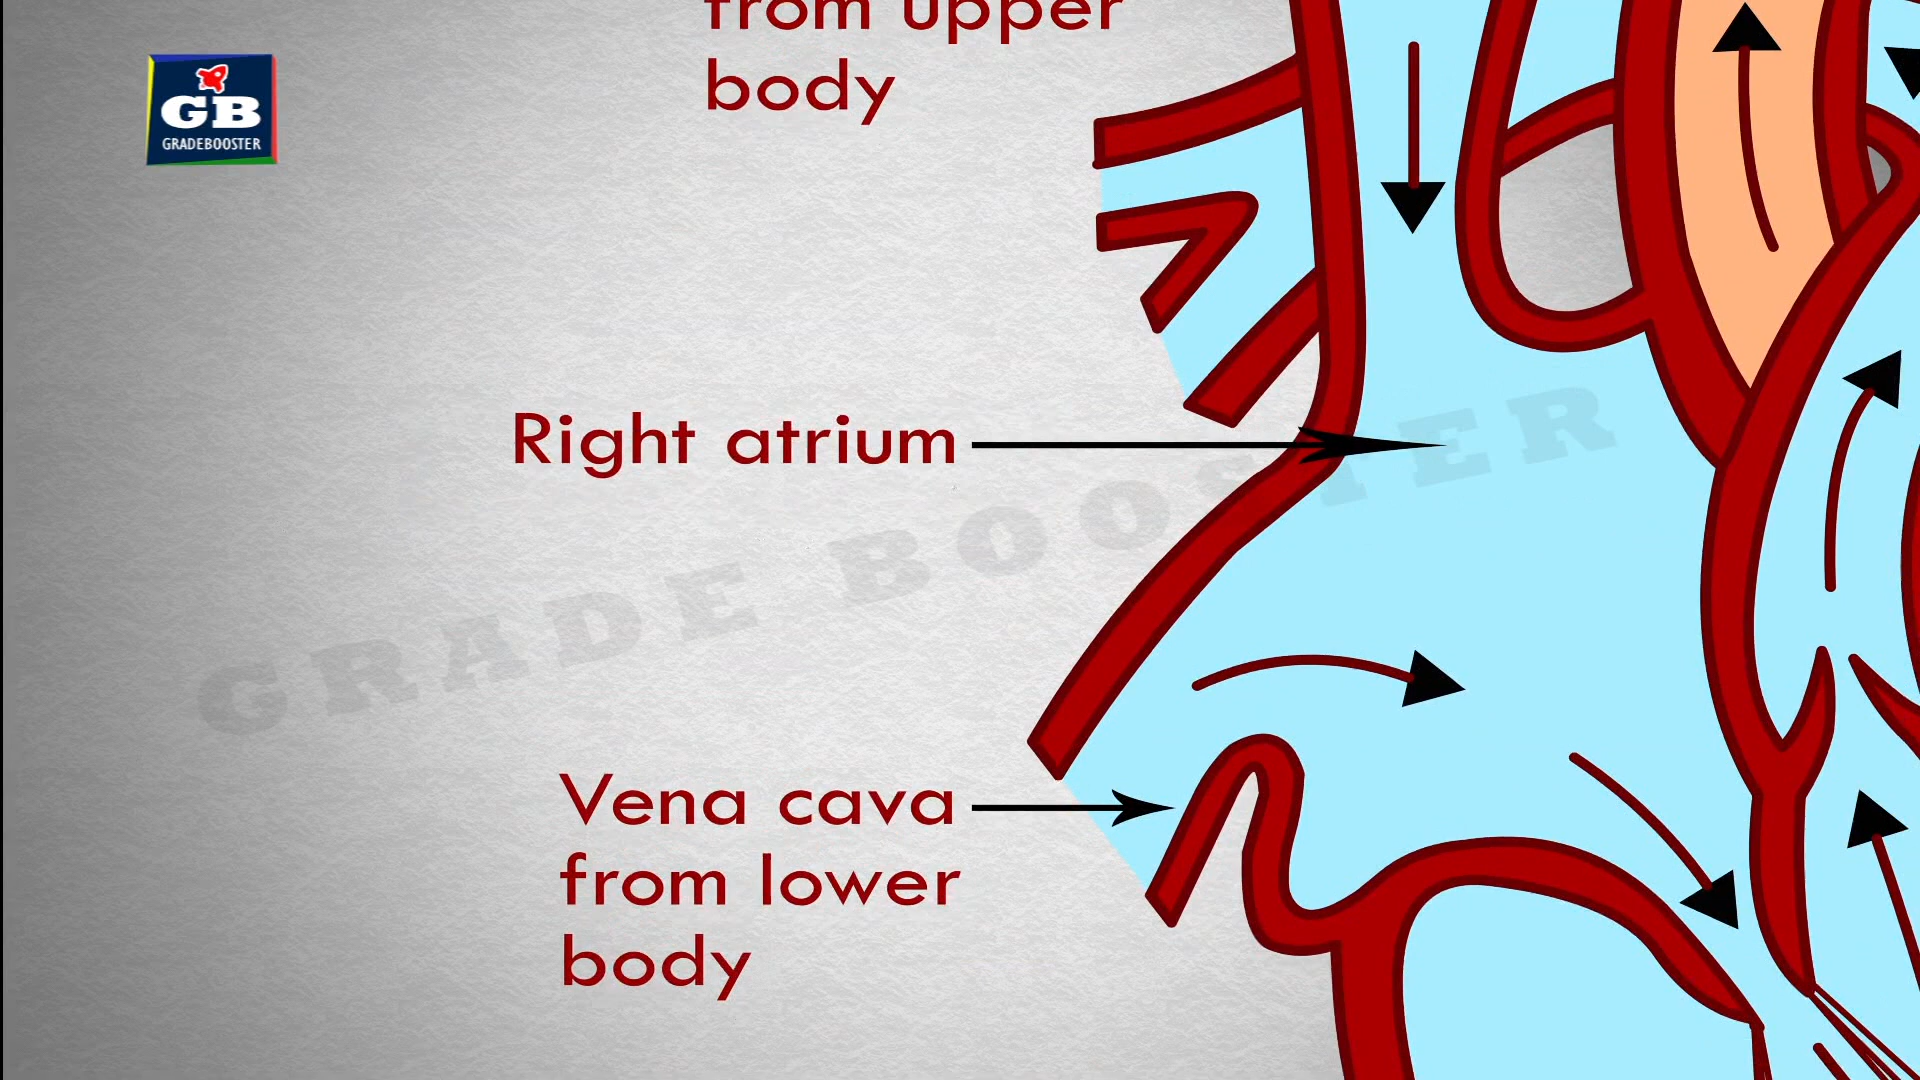 from upper
body
GB
GRADEBOOSTER
Right atrium
GRADE BOOSTER
Vena cava
from lower
body